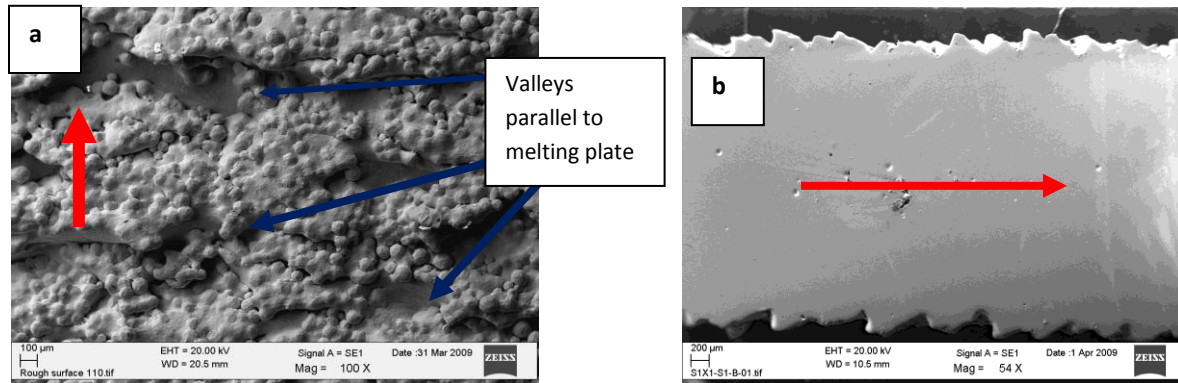 a
Valleys
parallel to
melting plate
100 µm
EHT = 20.00 kV
Signal A = SE1
Date :31 Mar 2009
ZEISS
Rough surface 110.tif
WD = 20.5 mm
Mag = 100 X
b
200 µm
EHT = 20.00 kV
Signal A = SE1
Date :1 Apr 2009
ZEISS
S1X1-S1-B-01.tif
WD = 10.5 mm
Mag = 54 X